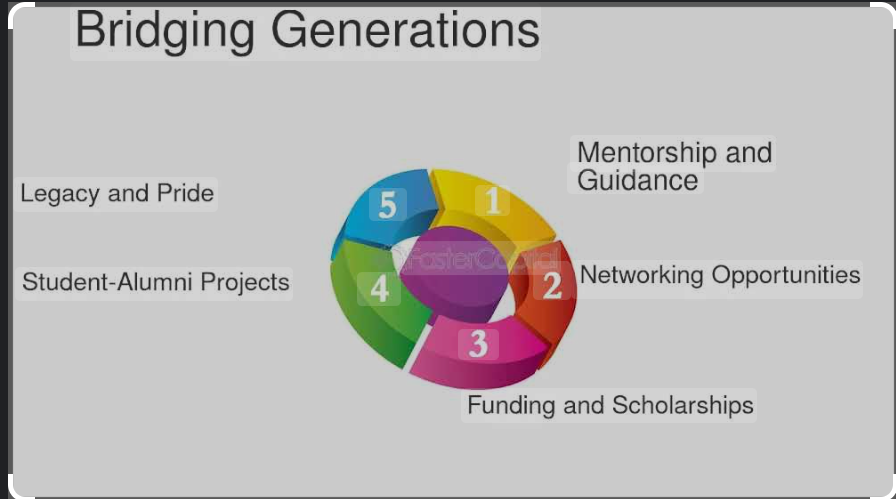 Bridging Generations
Mentorship and
Guidance
Legacy and Pride
5
1
FasterCapital
Student-Alumni Projects
4
2
Networking Opportunities
3
Funding and Scholarships